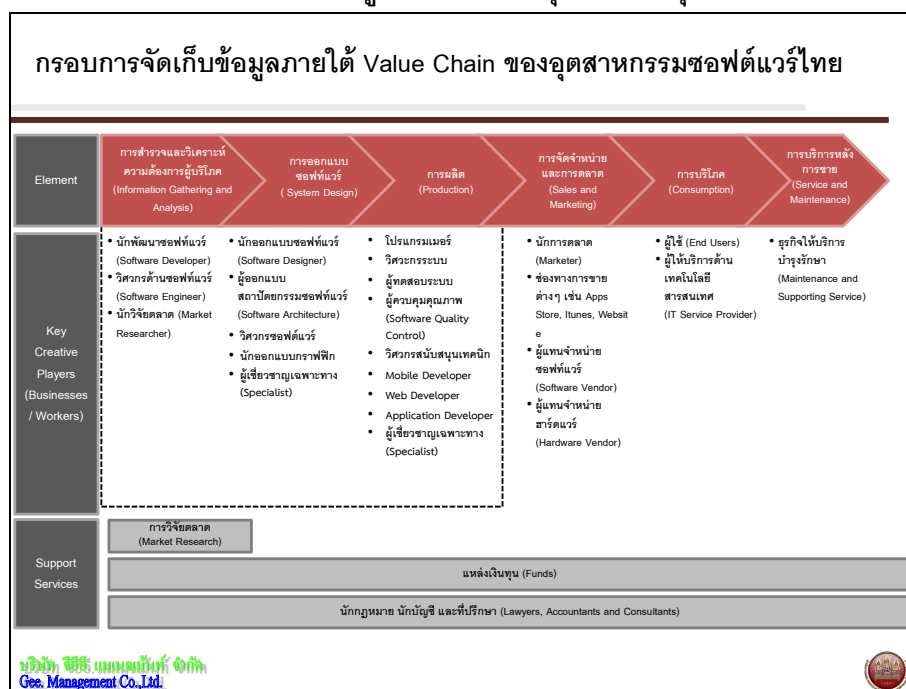 กรอบการจัดเก็บข้อมูลภายใต้ Value Chain ของอุตสาหกรรมซอฟต์แวร์ไทย
Element
การสำรวจและวิเคราะห์
ความต้องการผู้บริโภค
(Information Gathering and
Analysis)
การออกแบบ
ซอฟท์แวร์
( System Design)
การผลิต
(Production)
การจัดจำหน่าย
และการตลาด
(Sales and
Marketing)
การบริโภค
(Consumption)
การบริการหลัง
การขาย
(Service and
Maintenance)
Key
Creative
Players
(Businesses
/ Workers)
• นักพัฒนาซอฟท์แวร์
(Software Developer)
• วิศวกรด้านซอฟท์แวร์
(Software Engineer)
• นักวิจัยตลาด (Market
Researcher)
• นักออกแบบซอฟท์แวร์
(Software Designer)
• ผู้ออกแบบ
สถาปัตยกรรมซอฟท์แวร์
(Software Architecture)
• วิศวกรซอฟต์แวร์
• นักออกแบบกราฟฟิก
• ผู้เชี่ยวชาญเฉพาะทาง
(Specialist)
• โปรแกรมเมอร์
• วิศวะกรระบบ
• ผู้ทดสอบระบบ
• ผู้ควบคุมคุณภาพ
(Software Quality
Control)
• วิศวกรสนับสนุนเทคนิก
• Mobile Developer
• Web Developer
• Application Developer
• ผู้เชี่ยวชาญเฉพาะทาง
(Specialist)
• นักการตลาด
(Marketer)
• ช่องทางการขาย
ต่างๆ เช่น Apps
Store, Itunes, Websit
e
• ผู้แทนจำหน่าย
ซอฟท์แวร์
(Software Vendor)
• ผู้แทนจำหน่าย
ฮาร์ดแวร์
(Hardware Vendor)
• ผู้ใช้ (End Users)
• ผู้ให้บริการด้าน
เทคโนโลยี
สารสนเทศ
(IT Service Provider)
• ธุรกิจให้บริการ
บำรุงรักษา
(Maintenance and
Supporting Service)
Support
Services
การวิจัยตลาด
(Market Research)
แหล่งเงินทุน (Funds)
นักกฎหมาย นักบัญชี และที่ปรึกษา (Lawyers, Accountants and Consultants)
บริษัท จีอีอี. แมเนจเม้นท์ จำกัด
Gee. Management Co.,Ltd.